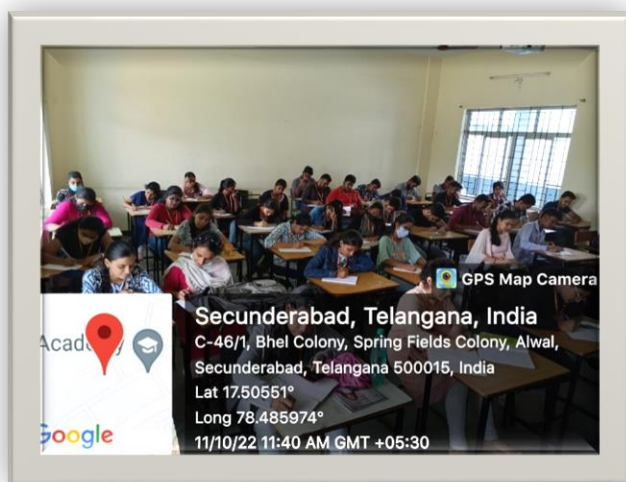 GPS Map Camera
Secunderabad, Telangana, India
C-46/1, Bhel Colony, Spring Fields Colony, Alwal,
Secunderabad, Telangana 500015, India
Lat 17.50551°
Long 78.485974°
11/10/22 11:40 AM GMT +05:30
Google